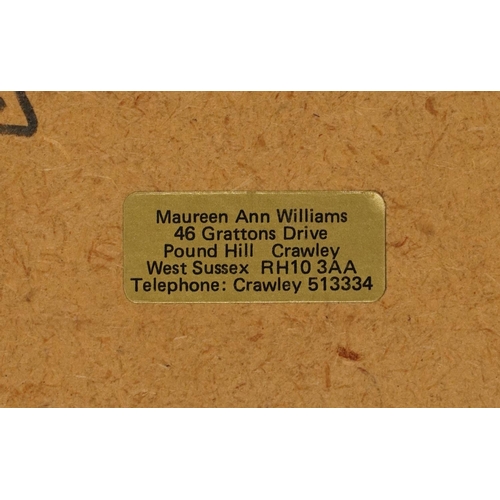 Maureen Ann Williams
46 Grattons Drive
Pound Hill Crawley
West Sussex RH10 3AA
Telephone: Crawley 513334